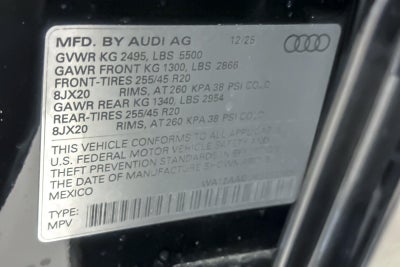 MFD. BY AUDI AG 12/25
GVWR KG 2495, LBS 5500
GAWR FRONT KG 1300, LBS 2866
FRONT-TIRES 255/45 R20
8JX20 RIMS, AT 260 KPA 38 PSI COLD
GAWR REAR KG 1340, LBS 2954
REAR-TIRES 255/45 R20
8JX20 RIMS, AT 260 KPA 38 PSI COLD
THIS VEHICLE CONFORMS TO ALL APPLICABLE
U.S. FEDERAL MOTOR VEHICLE SAFETY
THEFT PREVENTION STANDARDS IN EFFECT
THE DATE OF MANUFACTURE SHOWN
MEXICO
TYPE:
MPV